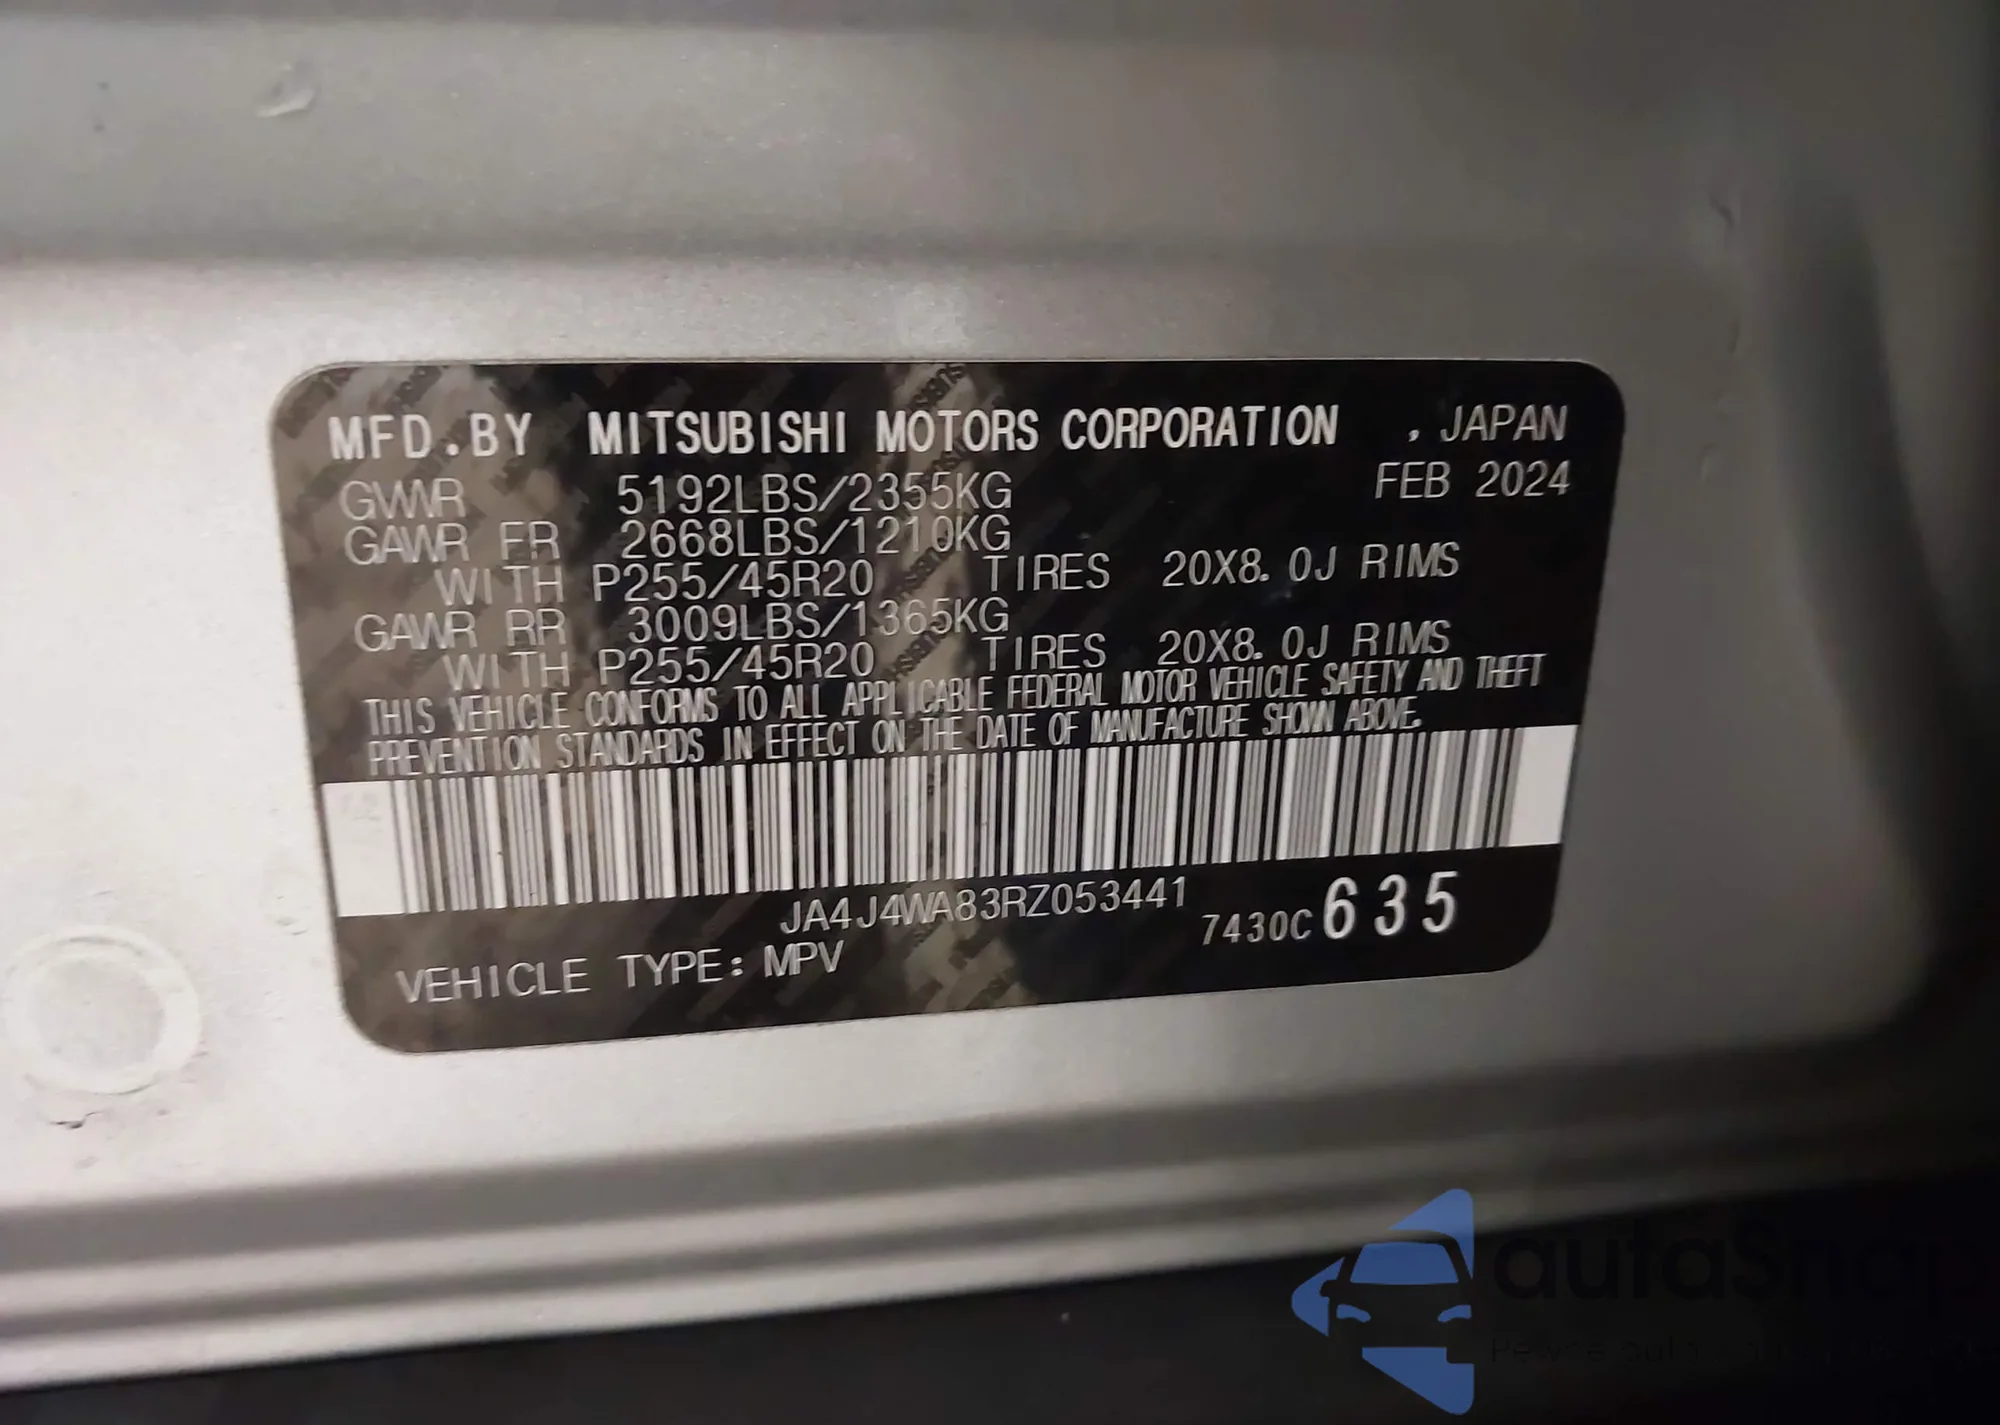 MFD.BY MITSUBISHI MOTORS CORPORATION , JAPAN
GVWR 5192LBS/2355KG FEB 2024
GAWR FR 2668LBS/1210KG
WITH P255/45R20 TIRES 20X8.0J RIMS
GAWR RR 3009LBS/1365KG
WITH P255/45R20 TIRES 20X8.0J RIMS
THIS VEHICLE CONFORMS TO ALL APPLICABLE FEDERAL MOTOR VEHICLE SAFETY AND THEFT
PREVENTION STANDARDS IN EFFECT ON THE DATE OF MANUFACTURE SHOWN ABOVE.
JA4J4WA83RZ053441
7430C 635
VEHICLE TYPE: MPV
autaSnap